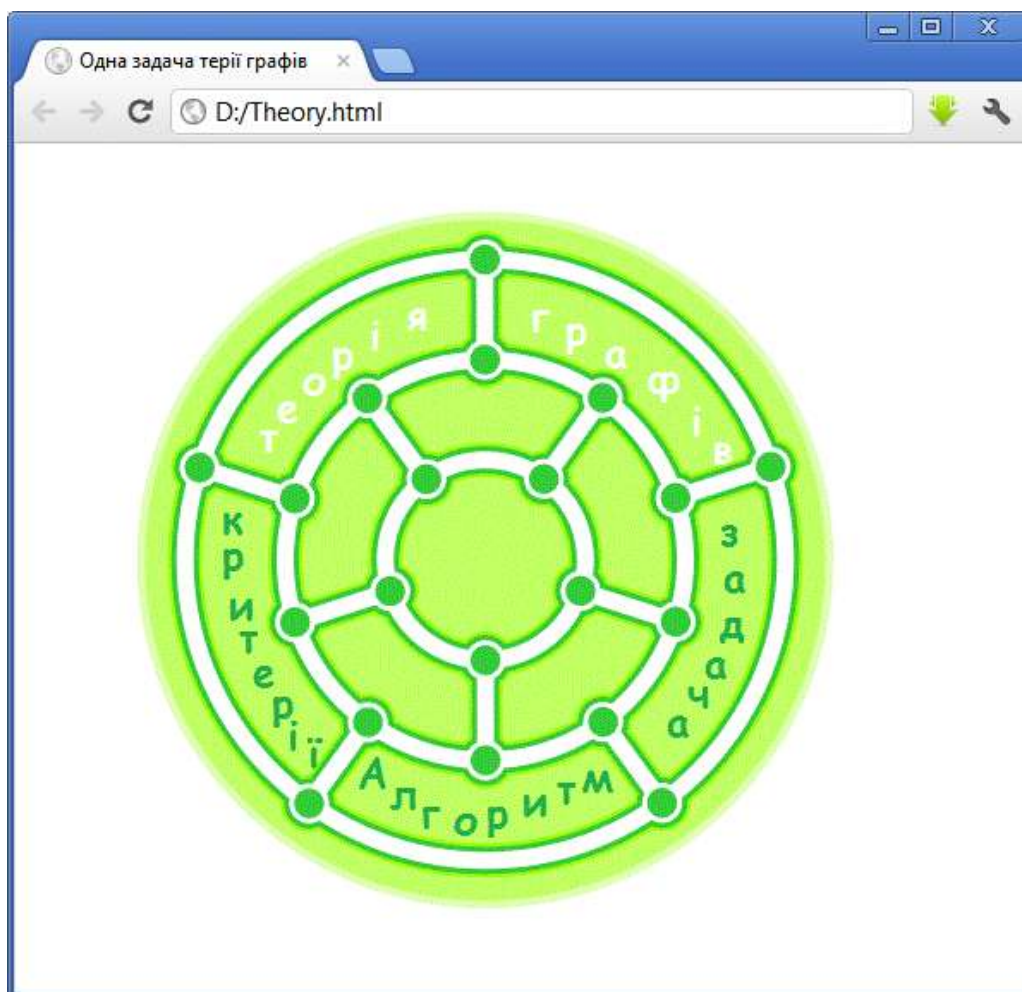 Одна задача терії графів
D:/Theory.html
теорія
графів
задача
Алгоритм
критерії